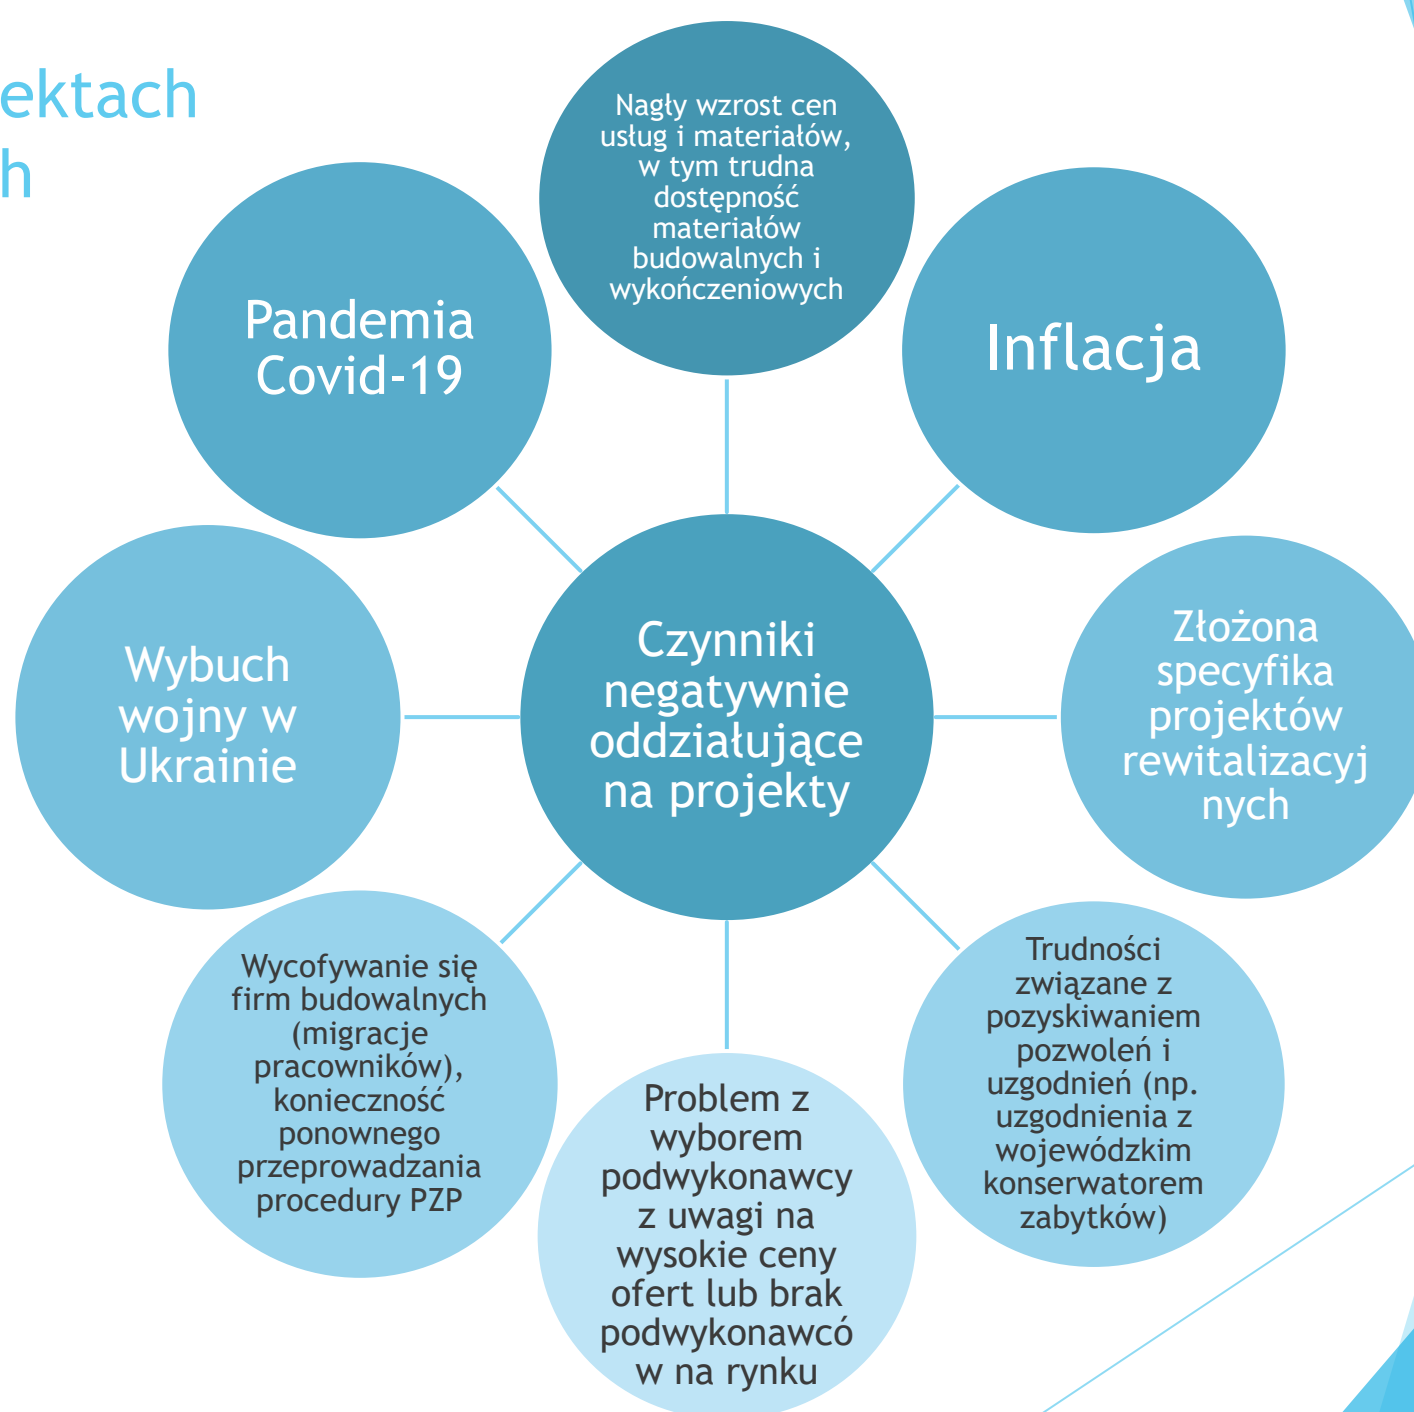 ektach
h
Nagły wzrost cen
usług i materiałów,
w tym trudna
dostępność
materiałów
budowalnych i
wykończeniowych
Inflacja
Złożona
specyfika
projektów
rewitalizacyj
nych
Trudności
związane z
pozyskiwaniem
pozwoleń i
uzgodnień (np.
uzgodnienia z
wojewódzkim
konserwatorem
zabytków)
Problem z
wyborem
podwykonawcy
z uwagi na
wysokie ceny
ofert lub brak
podwykonawcó
w na rynku
Wycofywanie się
firm budowalnych
(migracje
pracowników),
konieczność
ponownego
przeprowadzania
procedury PZP
Wybuch
wojny w
Ukrainie
Pandemia
Covid-19
Czynniki
negatywnie
oddziałujące
na projekty